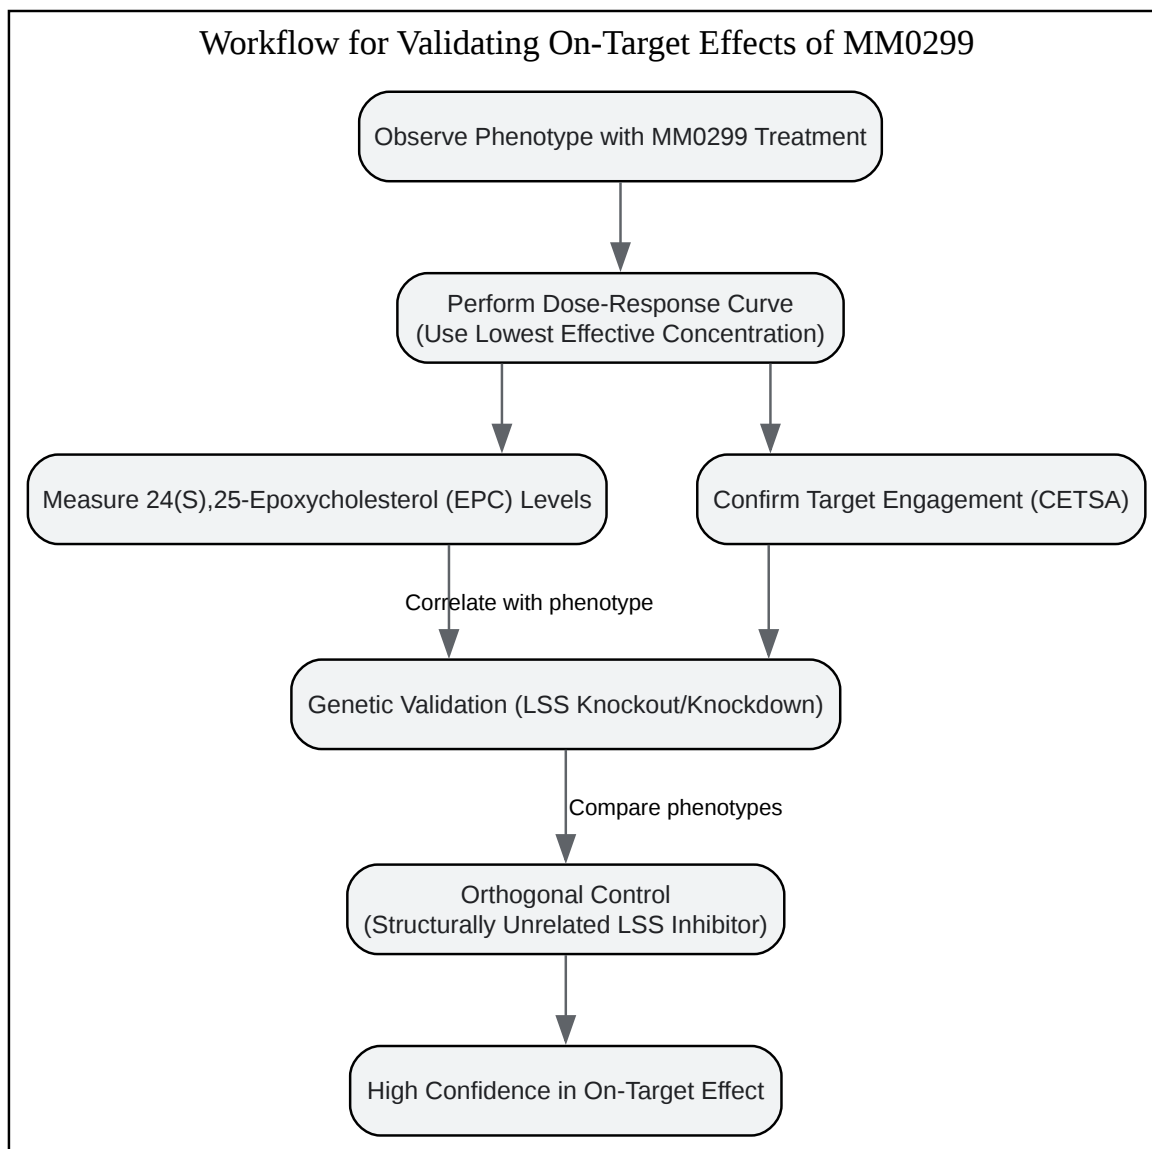 Workflow for Validating On-Target Effects of MM0299
Observe Phenotype with MM0299 Treatment
Perform Dose-Response Curve
(Use Lowest Effective Concentration)
Measure 24(S),25-Epoxycholesterol (EPC) Levels
Confirm Target Engagement (CETSA)
Correlate with phenotype
Genetic Validation (LSS Knockout/Knockdown)
Compare phenotypes
Orthogonal Control
(Structurally Unrelated LSS Inhibitor)
High Confidence in On-Target Effect